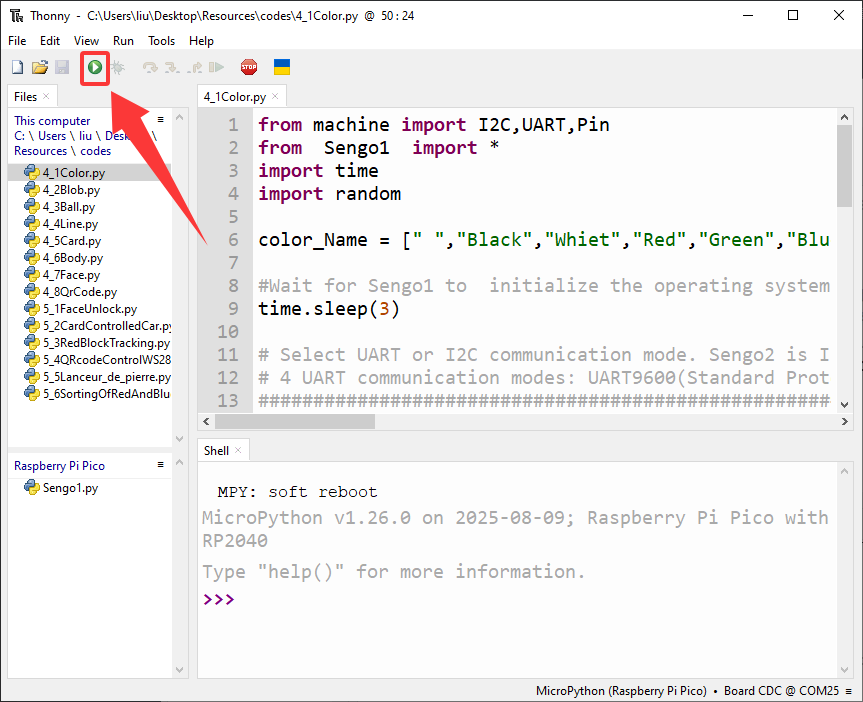 Thonny - C:\Users\liu\Desktop\Resources\codes\4_1Color.py @ 50:24
File Edit View Run Tools Help
STOP
Files
This computer
C: \ Users \ liu \ \
Resources \ codes
4_1Color.py
4_2Blob.py
4_3Ball.py
4_4Line.py
4_5Card.py
4_6Body.py
4_7Face.py
4_8QrCode.py
5_1FaceUnlock.py
5_2CardControlledCar.py
5_3RedBlockTracking.py
5_4QRcodeControlWS28
5_5Lanceur_de_pierre.py
5_6SortingOfRedAndBlu
Raspberry Pi Pico
Sengo1.py
4_1Color.py
1 from machine import I2C,UART,Pin
2 from Sengo1 import *
3 import time
4 import random
5
6 color_Name = [" ","Black","Whiet","Red","Green","Blu
7
8 #Wait for Sengo1 to initialize the operating system
9 time.sleep(3)
10
11 # Select UART or I2C communication mode. Sengo2 is I
12 # 4 UART communication modes: UART9600(Standard Prot
13 ####################################################
Shell
MPY: soft reboot
MicroPython v1.26.0 on 2025-08-09; Raspberry Pi Pico with
RP2040
Type "help()" for more information.
>>>
MicroPython (Raspberry Pi Pico) • Board CDC @ COM25